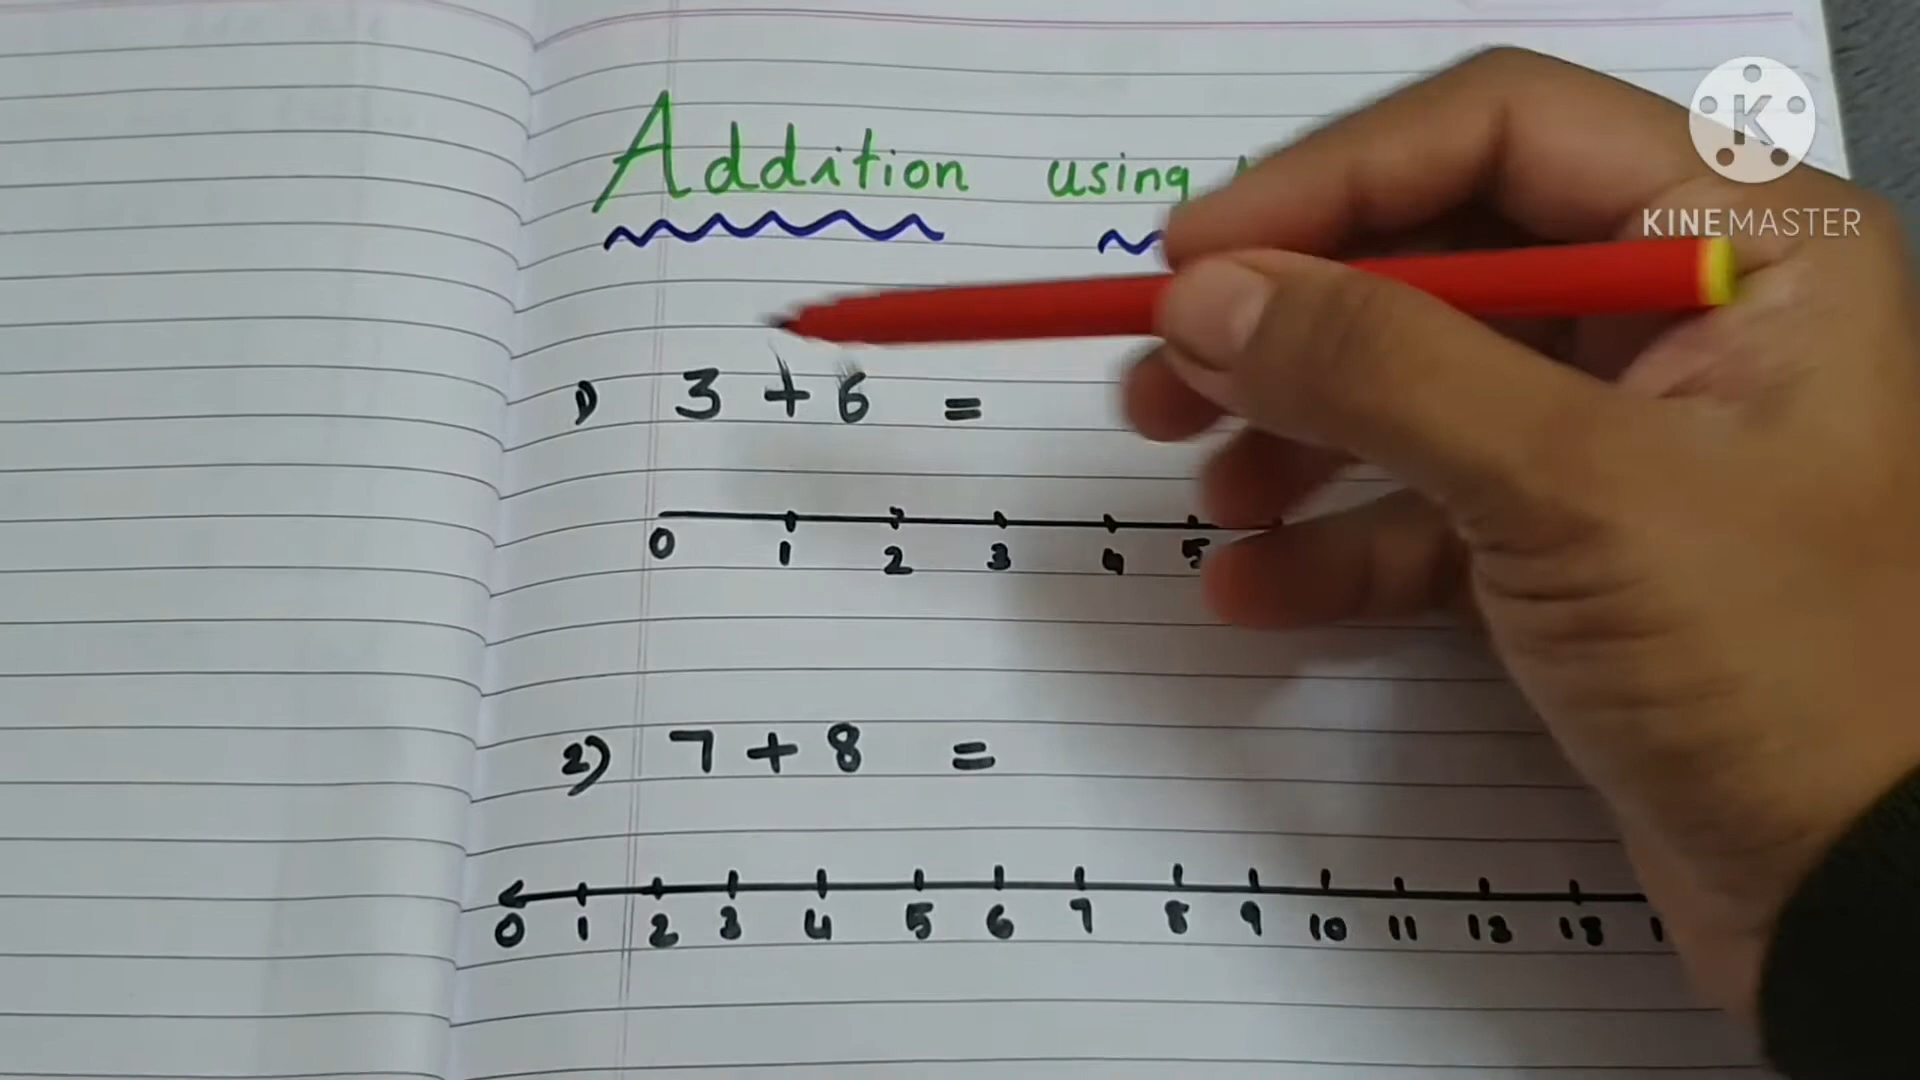 Addition using
K
KINEMASTER
1) 3 + 6 =
0 1 2 3 4 5
2) 7 + 8 =
0 1 2 3 4 5 6 7 8 9 10 11 12 13